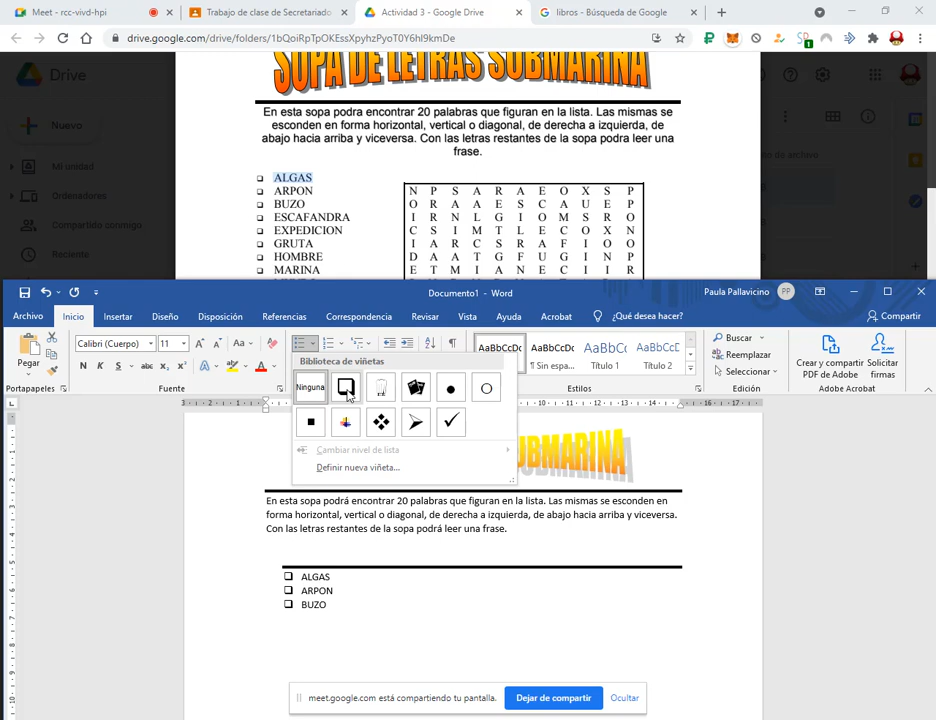 Meet - rcc-vivd-hpi
Trabajo de clase de Secretariado
Actividad 3 - Google Drive
libros - Búsqueda de Google
drive.google.com/drive/folders/1bQoiRpTpOKEssXpyhzPyoT0Y6hl9khmDe
Drive
Nuevo
Mi unidad
Ordenadores
Compartido conmigo
Reciente
SOPA DE LETRAS SUBMARINA
En esta sopa podra encontrar 20 palabras que figuran en la lista. Las mismas se
esconden en forma horizontal, vertical o diagonal, de derecha a izquierda, de
abajo hacia arriba y viceversa. Con las letras restantes de la sopa podra leer una
frase.
ALGAS
ARPON
BUZO
ESCAFANDRA
EXPEDICION
GRUTA
HOMBRE
MARINA
N P S A R A E O X S P
O R A A E S C A U E P
I R N L G I O M S R O
C S I M T L E C O X N
I A R C S R A F I O O
D A A T G F U G I N P
E T M I A N E C I I R
Documento1 - Word
Paula Pallavicino PP
Archivo Inicio Insertar Diseño Disposición Referencias Correspondencia Revisar Vista Acrobat Ayuda Acrobat ¿Qué desea hacer? Compartir
Pegar
Calibri (Cuerpo) 11
N K S abc x₂ x²
Portapapeles
Fuente
AaBbCcDc AaBbCcDc AaBbCc AaBbCcD
¶ Sin espa... Título 1 Título 2
Estilos
Buscar
Reemplazar
Seleccionar
Edición
Crear y compartir
PDF de Adobe
Solicitar
firmas
Adobe Acrobat
Biblioteca de viñetas
Ninguna
Cambiar nivel de lista
Definir nueva viñeta...
SUBMARINA
En esta sopa podrá encontrar 20 palabras que figuran en la lista. Las mismas se esconden en
forma horizontal, vertical o diagonal, de derecha a izquierda, de abajo hacia arriba y viceversa.
Con las letras restantes de la sopa podrá leer una frase.
ALGAS
ARPON
BUZO
meet.google.com está compartiendo tu pantalla.
Dejar de compartir
Ocultar